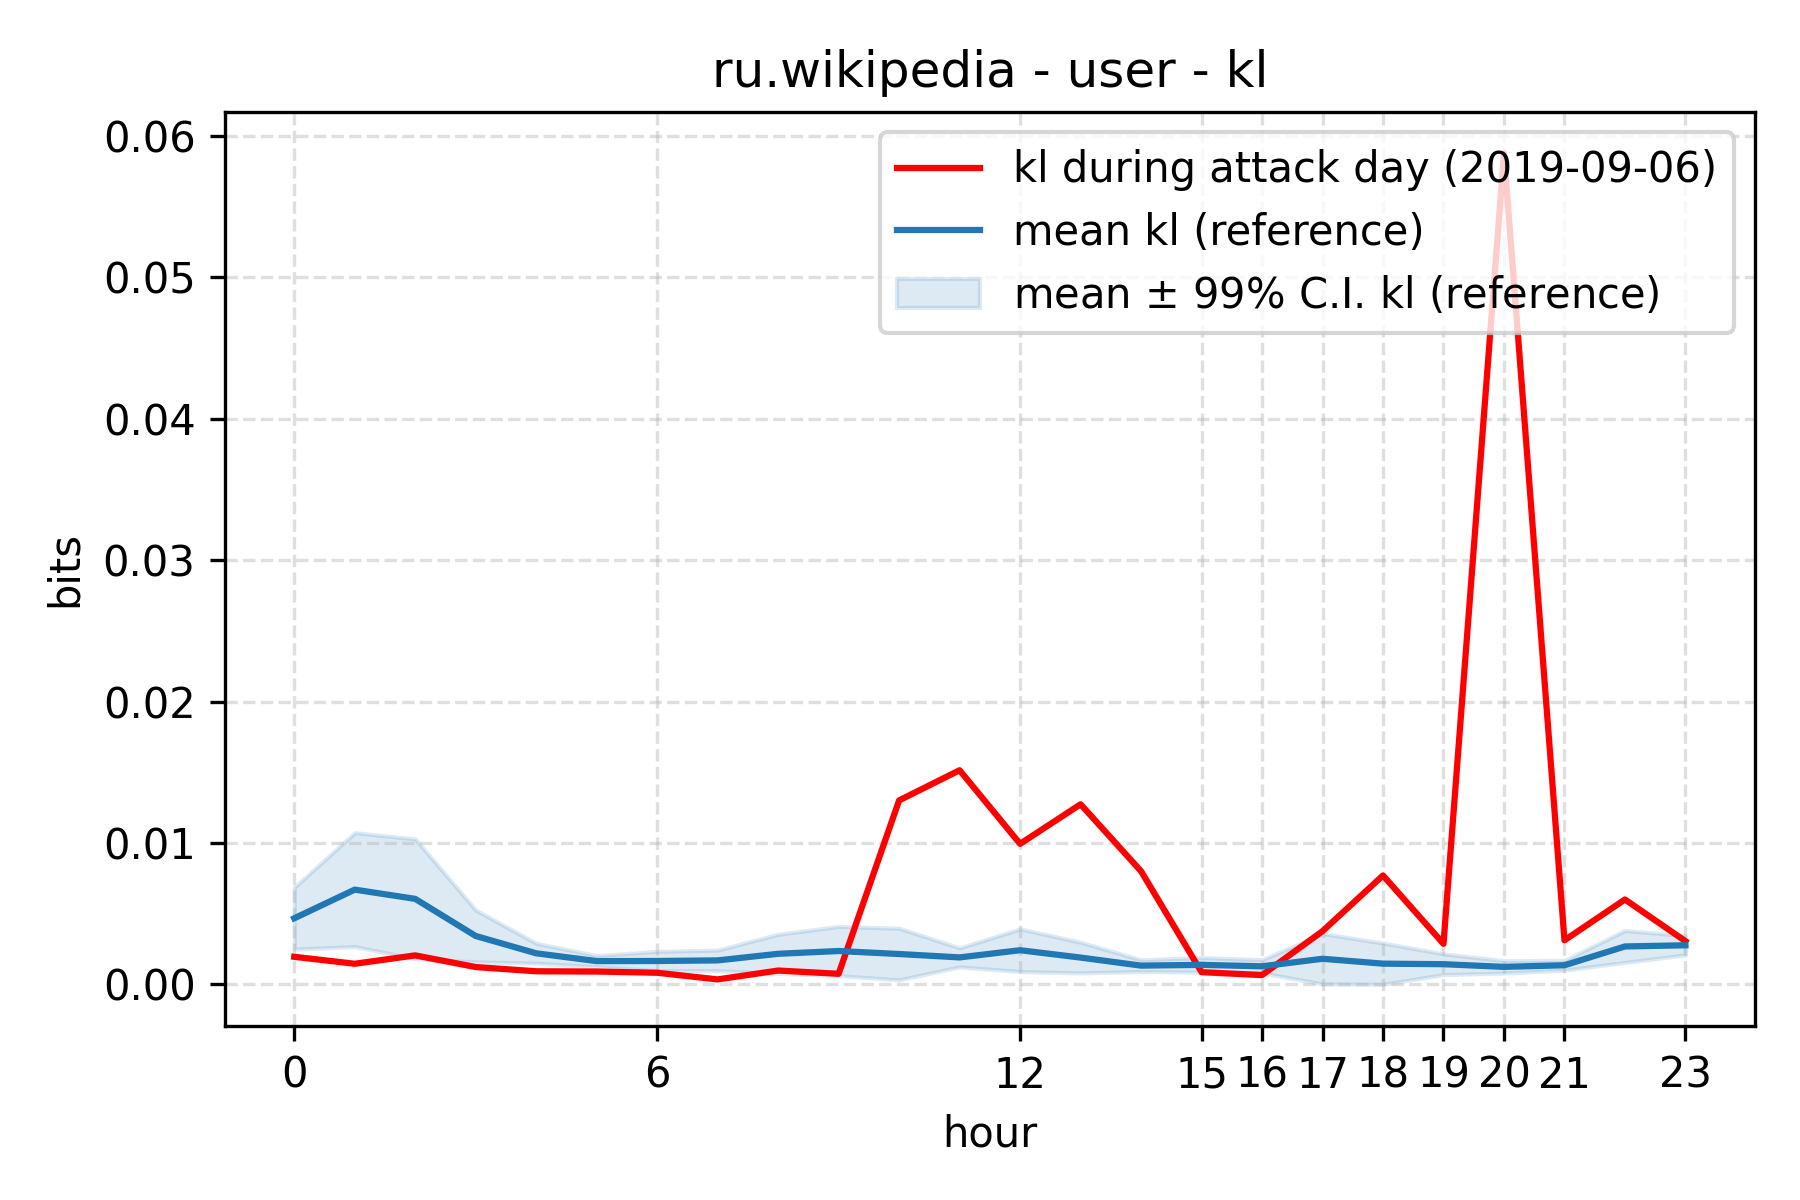 ru.wikipedia - user - kl
kl during attack day (2019-09-06)
mean kl (reference)
mean ± 99% C.I. kl (reference)
0.06
0.05
0.04
0.03
0.02
0.01
0.00
bits
0 6 12 15 16 17 18 19 20 21 23
hour